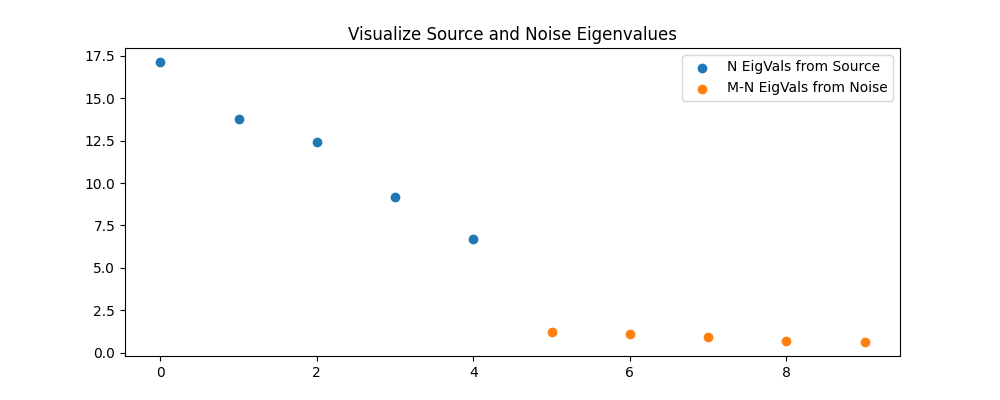 Visualize Source and Noise Eigenvalues
17.5
15.0
12.5
10.0
7.5
5.0
2.5
0.0
N EigVals from Source
M-N EigVals from Noise
0 2 4 6 8